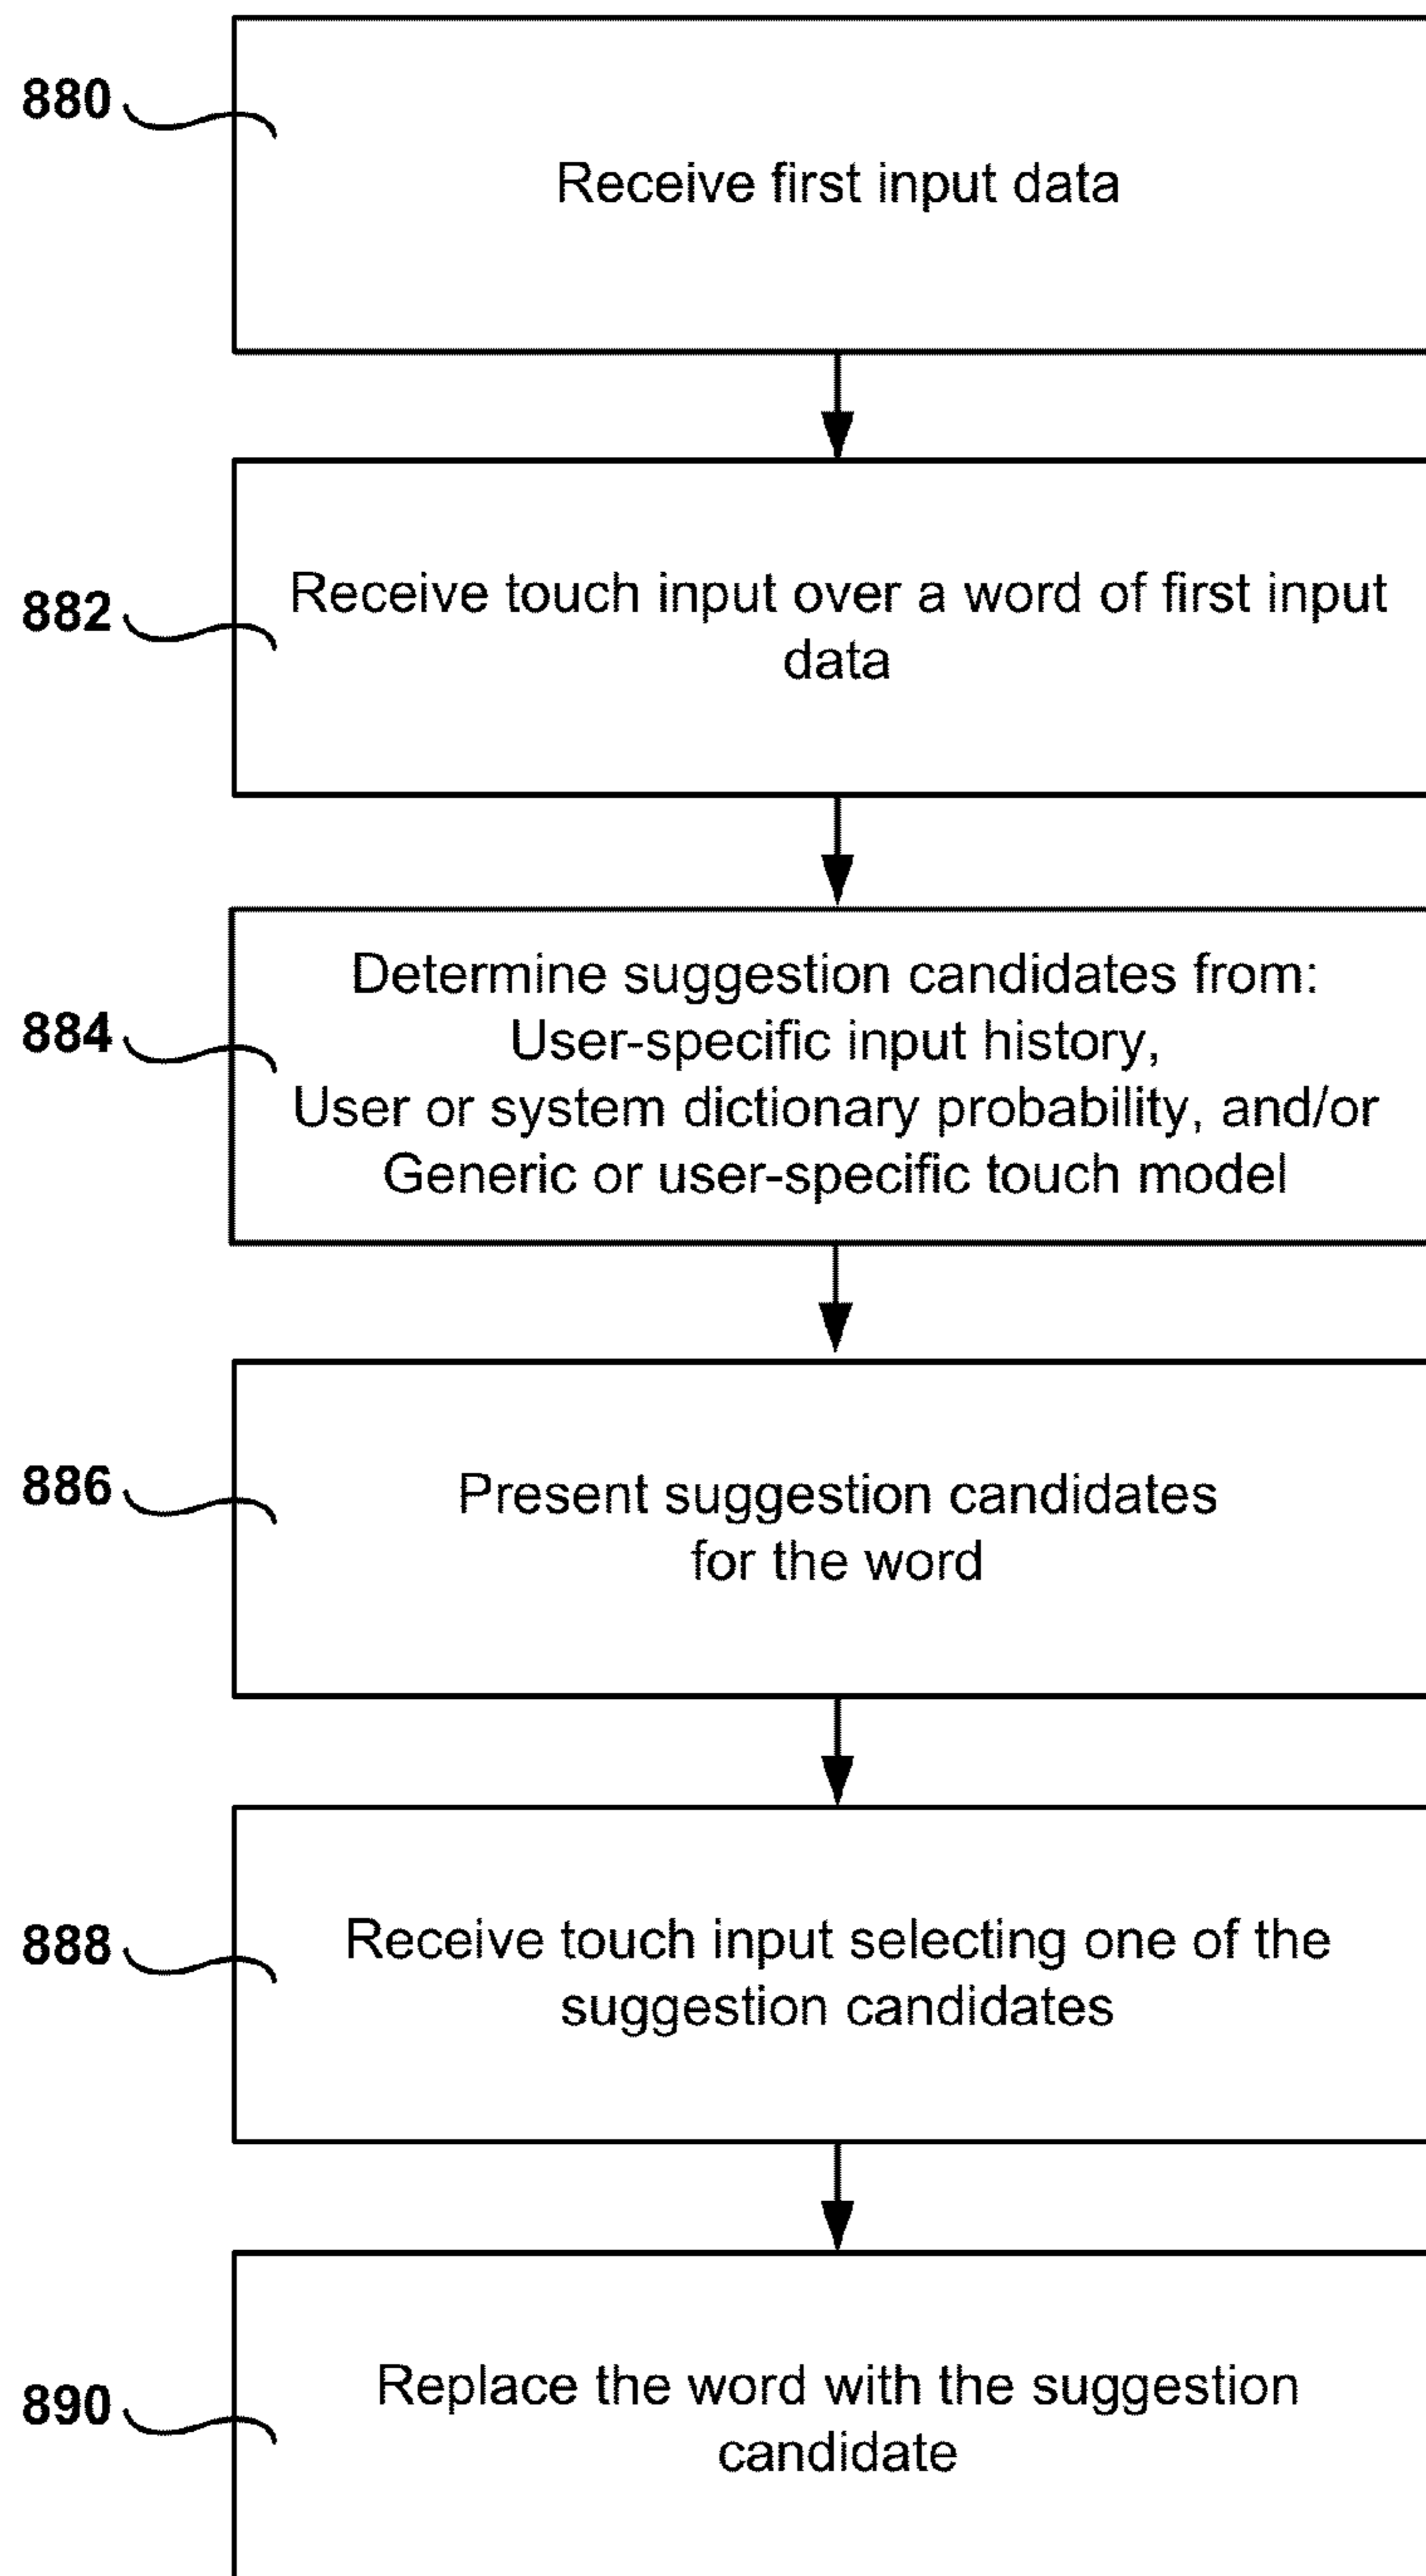 880
Receive first input data
882
Receive touch input over a word of first input
data
884
Determine suggestion candidates from:
User-specific input history,
User or system dictionary probability, and/or
Generic or user-specific touch model
886
Present suggestion candidates
for the word
888
Receive touch input selecting one of the
suggestion candidates
890
Replace the word with the suggestion
candidate